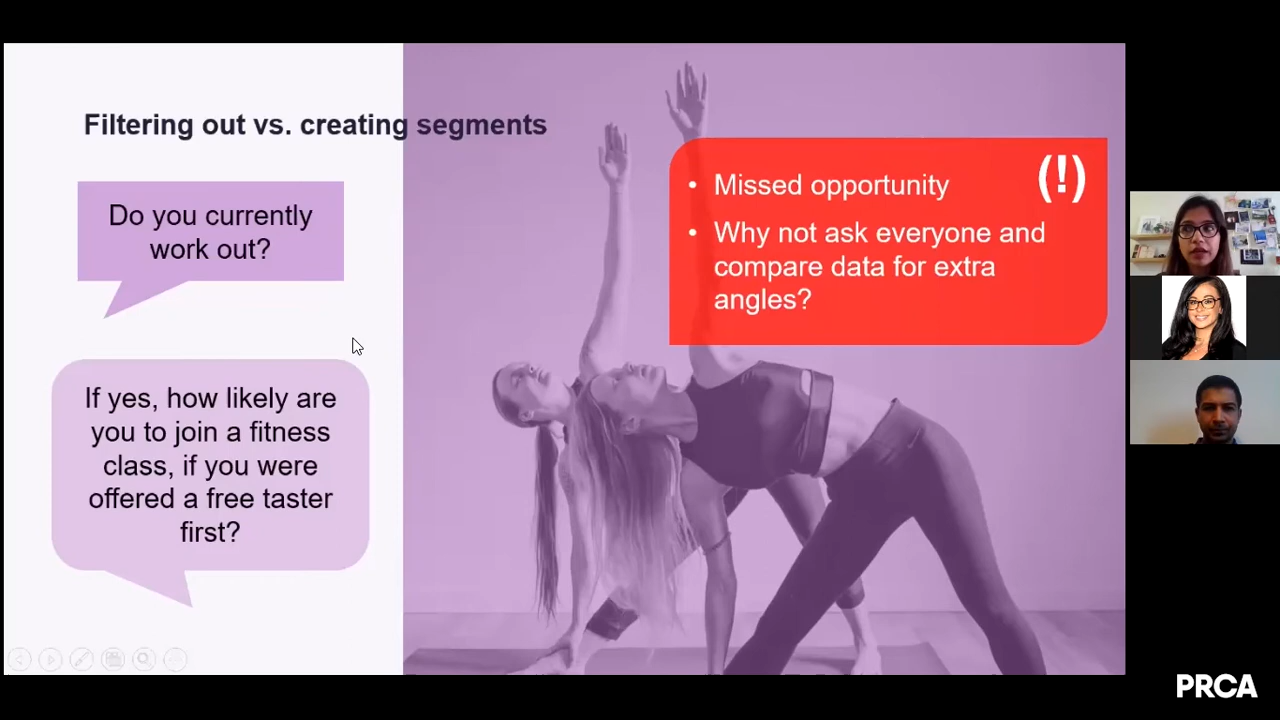 Filtering out vs. creating segments
Do you currently
work out?
If yes, how likely are
you to join a fitness
class, if you were
offered a free taster
first?
(!)
• Missed opportunity
• Why not ask everyone and
compare data for extra
angles?
PRCA